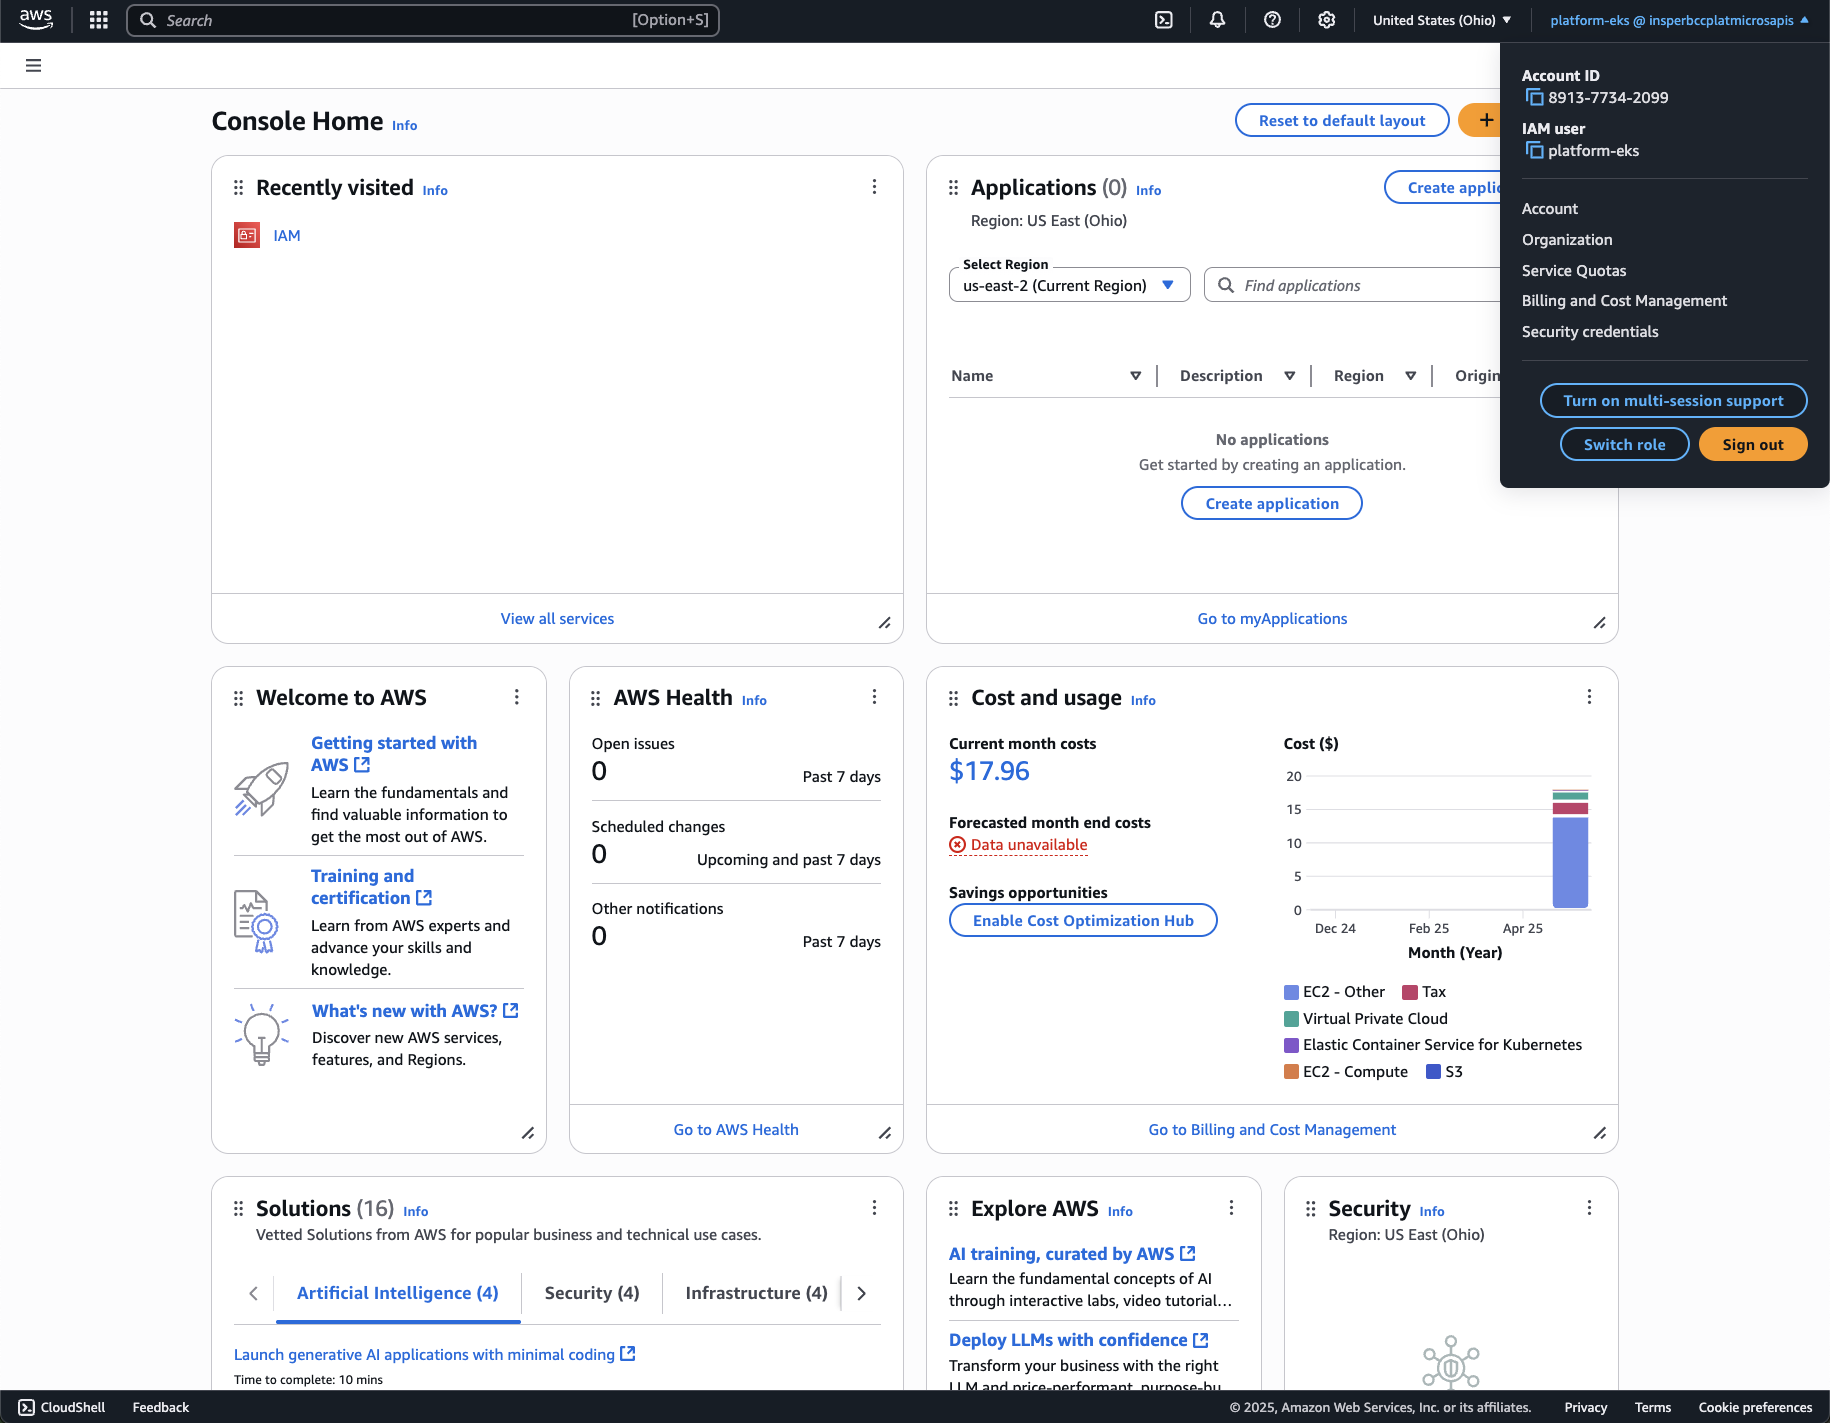 aws
Search
[Option+S]
United States (Ohio)
platform-eks @ insperbccplatmicrosapis
Account ID
8913-7734-2099
IAM user
platform-eks
Account
Organization
Service Quotas
Billing and Cost Management
Security credentials
Turn on multi-session support
Switch role
Sign out
Console Home Info
Reset to default layout
Recently visited Info
IAM
View all services
Applications (0) Info
Create applic
Region: US East (Ohio)
Select Region
us-east-2 (Current Region)
Find applications
Name
Description
Region
Origin
No applications
Get started by creating an application.
Create application
Go to myApplications
Welcome to AWS
Getting started with
AWS
Learn the fundamentals and
find valuable information to
get the most out of AWS.
Training and
certification
Learn from AWS experts and
advance your skills and
knowledge.
What's new with AWS?
Discover new AWS services,
features, and Regions.
AWS Health Info
Open issues
0
Past 7 days
Scheduled changes
0
Upcoming and past 7 days
Other notifications
0
Past 7 days
Go to AWS Health
Cost and usage Info
Current month costs
$17.96
Forecasted month end costs
Data unavailable
Savings opportunities
Enable Cost Optimization Hub
Cost ($)
20
15
10
5
0
Dec 24
Feb 25
Apr 25
Month (Year)
EC2 - Other
Tax
Virtual Private Cloud
Elastic Container Service for Kubernetes
EC2 - Compute
S3
Go to Billing and Cost Management
Solutions (16) Info
Vetted Solutions from AWS for popular business and technical use cases.
Artificial Intelligence (4)
Security (4)
Infrastructure (4)
Launch generative AI applications with minimal coding
Time to complete: 10 mins
Explore AWS Info
AI training, curated by AWS
Learn the fundamental concepts of AI
through interactive labs, video tutorial...
Deploy LLMs with confidence
Transform your business with the right
LLM and price-performant, purpose-bu
Security Info
Region: US East (Ohio)
CloudShell
Feedback
© 2025, Amazon Web Services, Inc. or its affiliates.
Privacy
Terms
Cookie preferences